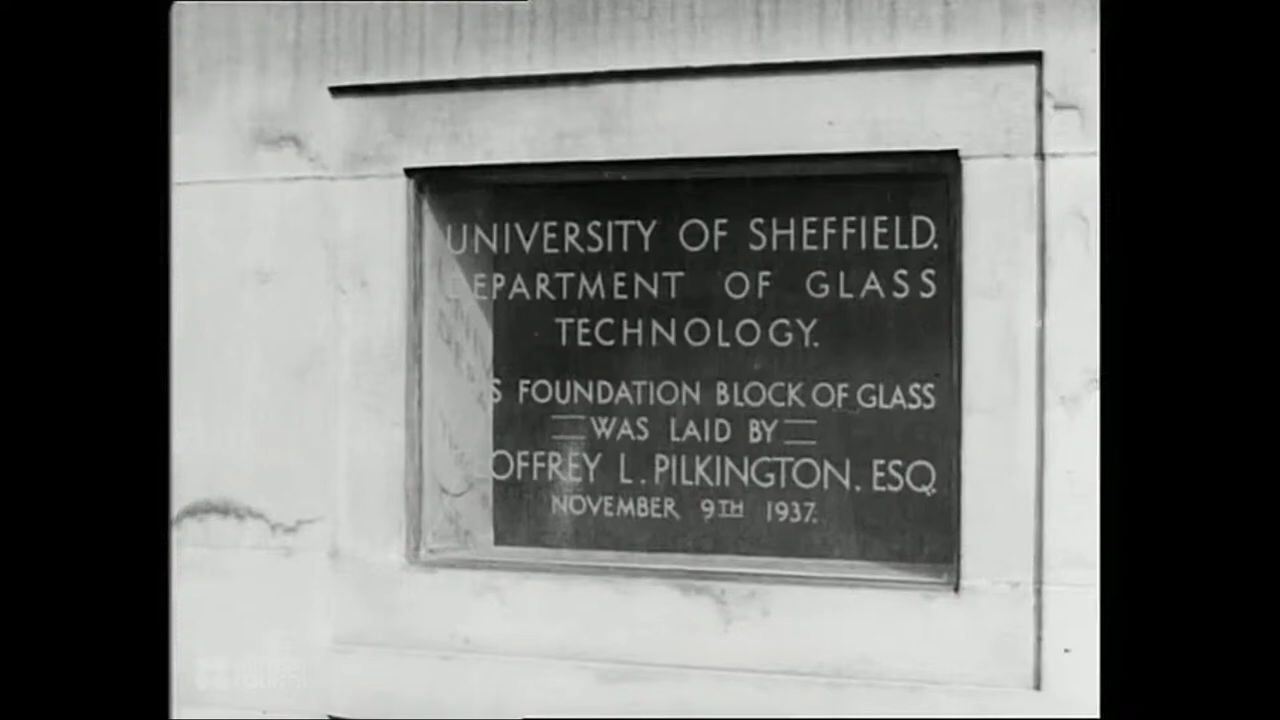 UNIVERSITY OF SHEFFIELD.
DEPARTMENT OF GLASS
TECHNOLOGY.
S FOUNDATION BLOCK OF GLASS
WAS LAID BY
OFFREY L. PILKINGTON, ESQ.
NOVEMBER 9TH 1937.